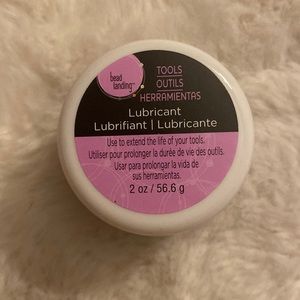 bead
landing™
TOOLS
OUTILS
HERRAMIENTAS
Lubricant
Lubrifiant | Lubricante
Use to extend the life of your tools.
Utiliser pour prolonger la durée de vie des outils.
Usar para prolongar la vida de
sus herramientas.
2 oz / 56.6 g